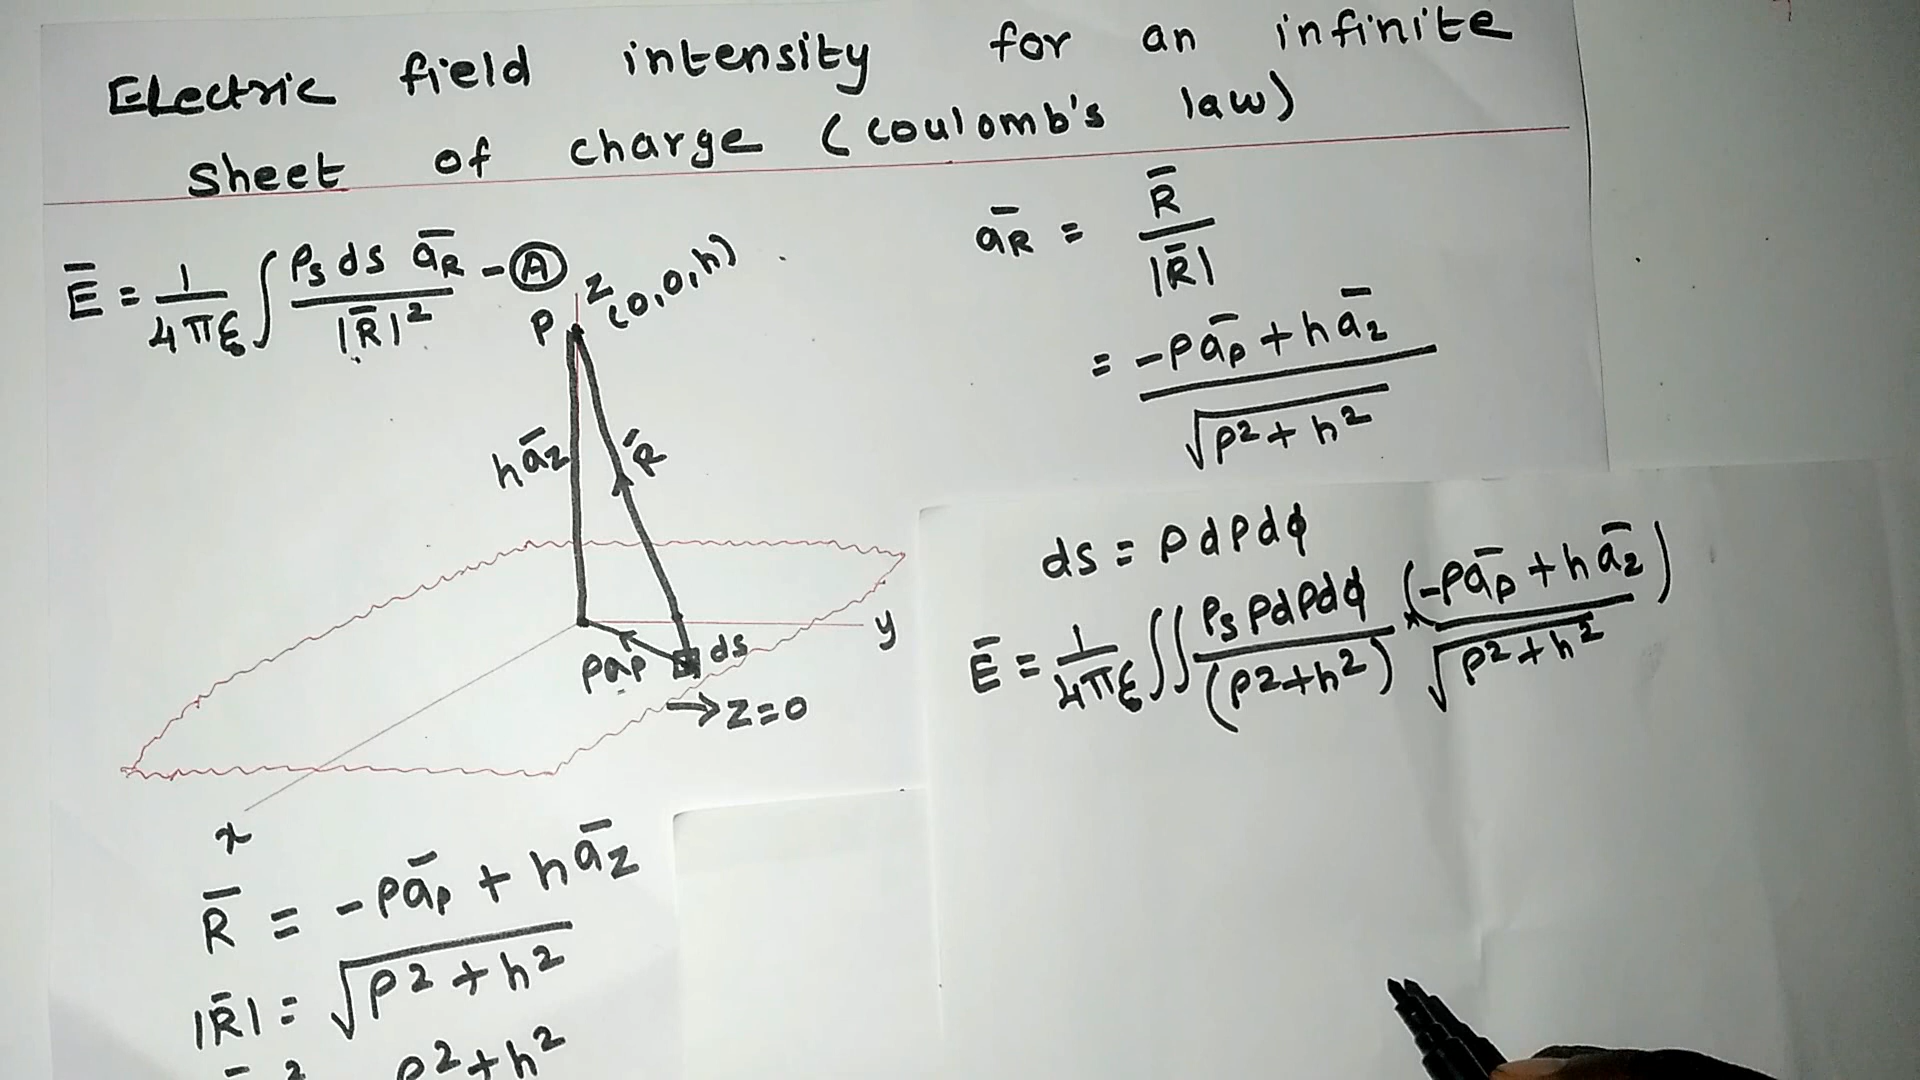 Electric field intensity for an infinite
sheet of charge (Coulomb's law)
Ē = 1/4πε ∫ ρs ds āR / |R̄|² - Ⓐ
z
P (0,0,h)
hāz
R̄
ρāρ
ds
y
→ z=0
x
R̄ = -ρāρ + hāz
|R̄| = √ρ²+h²
ρ²+h²
āR = R̄ / |R̄|
= -ρāρ + hāz / √ρ²+h²
ds = ρdρdφ
Ē = 1/4πε ∫∫ ρs ρdρdφ / (ρ²+h²) × (-ρāρ + hāz) / √ρ²+h²